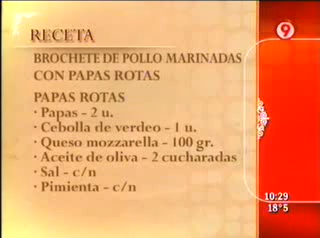 RECETA
BROCHETE DE POLLO MARINADAS
CON PAPAS ROTAS
PAPAS ROTAS
· Papas - 2 u.
· Cebolla de verdeo - 1 u.
· Queso mozzarella - 100 gr.
· Aceite de oliva - 2 cucharadas
· Sal - c/n
· Pimienta - c/n
9
10:29
18°5